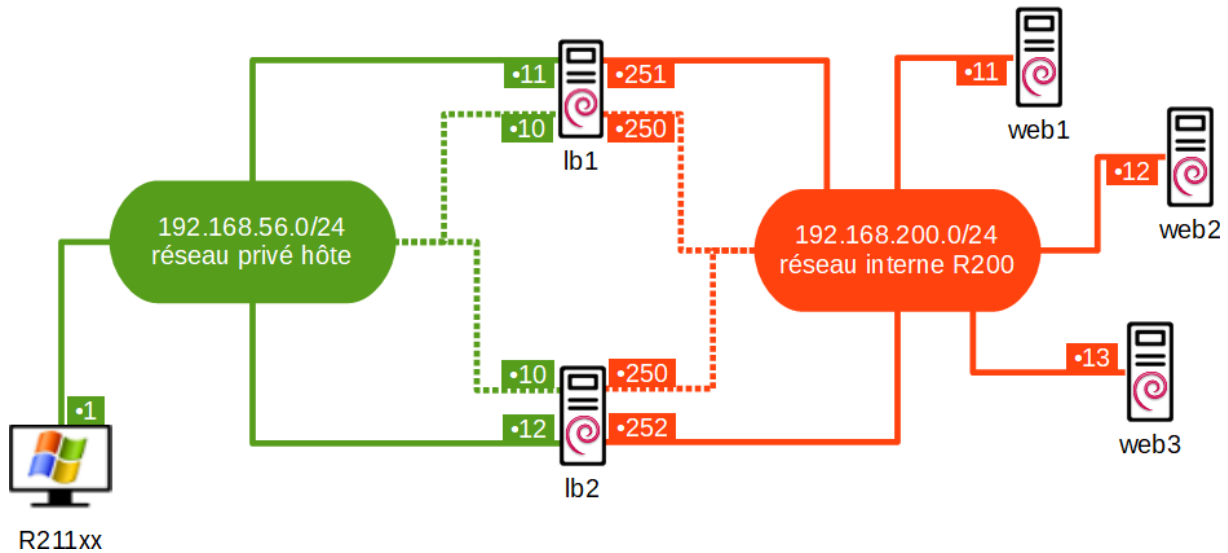 •11
•251
•11
•10
•250
web1
lb1
•12
192.168.56.0/24
réseau privé hôte
192.168.200.0/24
réseau interne R200
web2
•10
•250
•13
•1
•12
•252
web3
lb2
R211xx